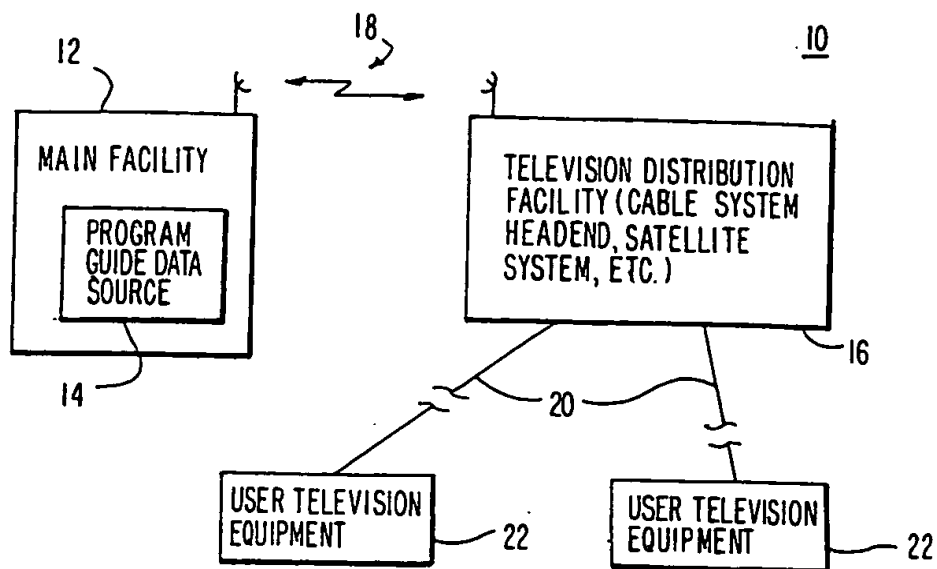 18
10
12
MAIN FACILITY
PROGRAM
GUIDE DATA
SOURCE
14
TELEVISION DISTRIBUTION
FACILITY (CABLE SYSTEM
HEADEND, SATELLITE
SYSTEM, ETC.)
16
20
USER TELEVISION
EQUIPMENT
22
USER TELEVISION
EQUIPMENT
22